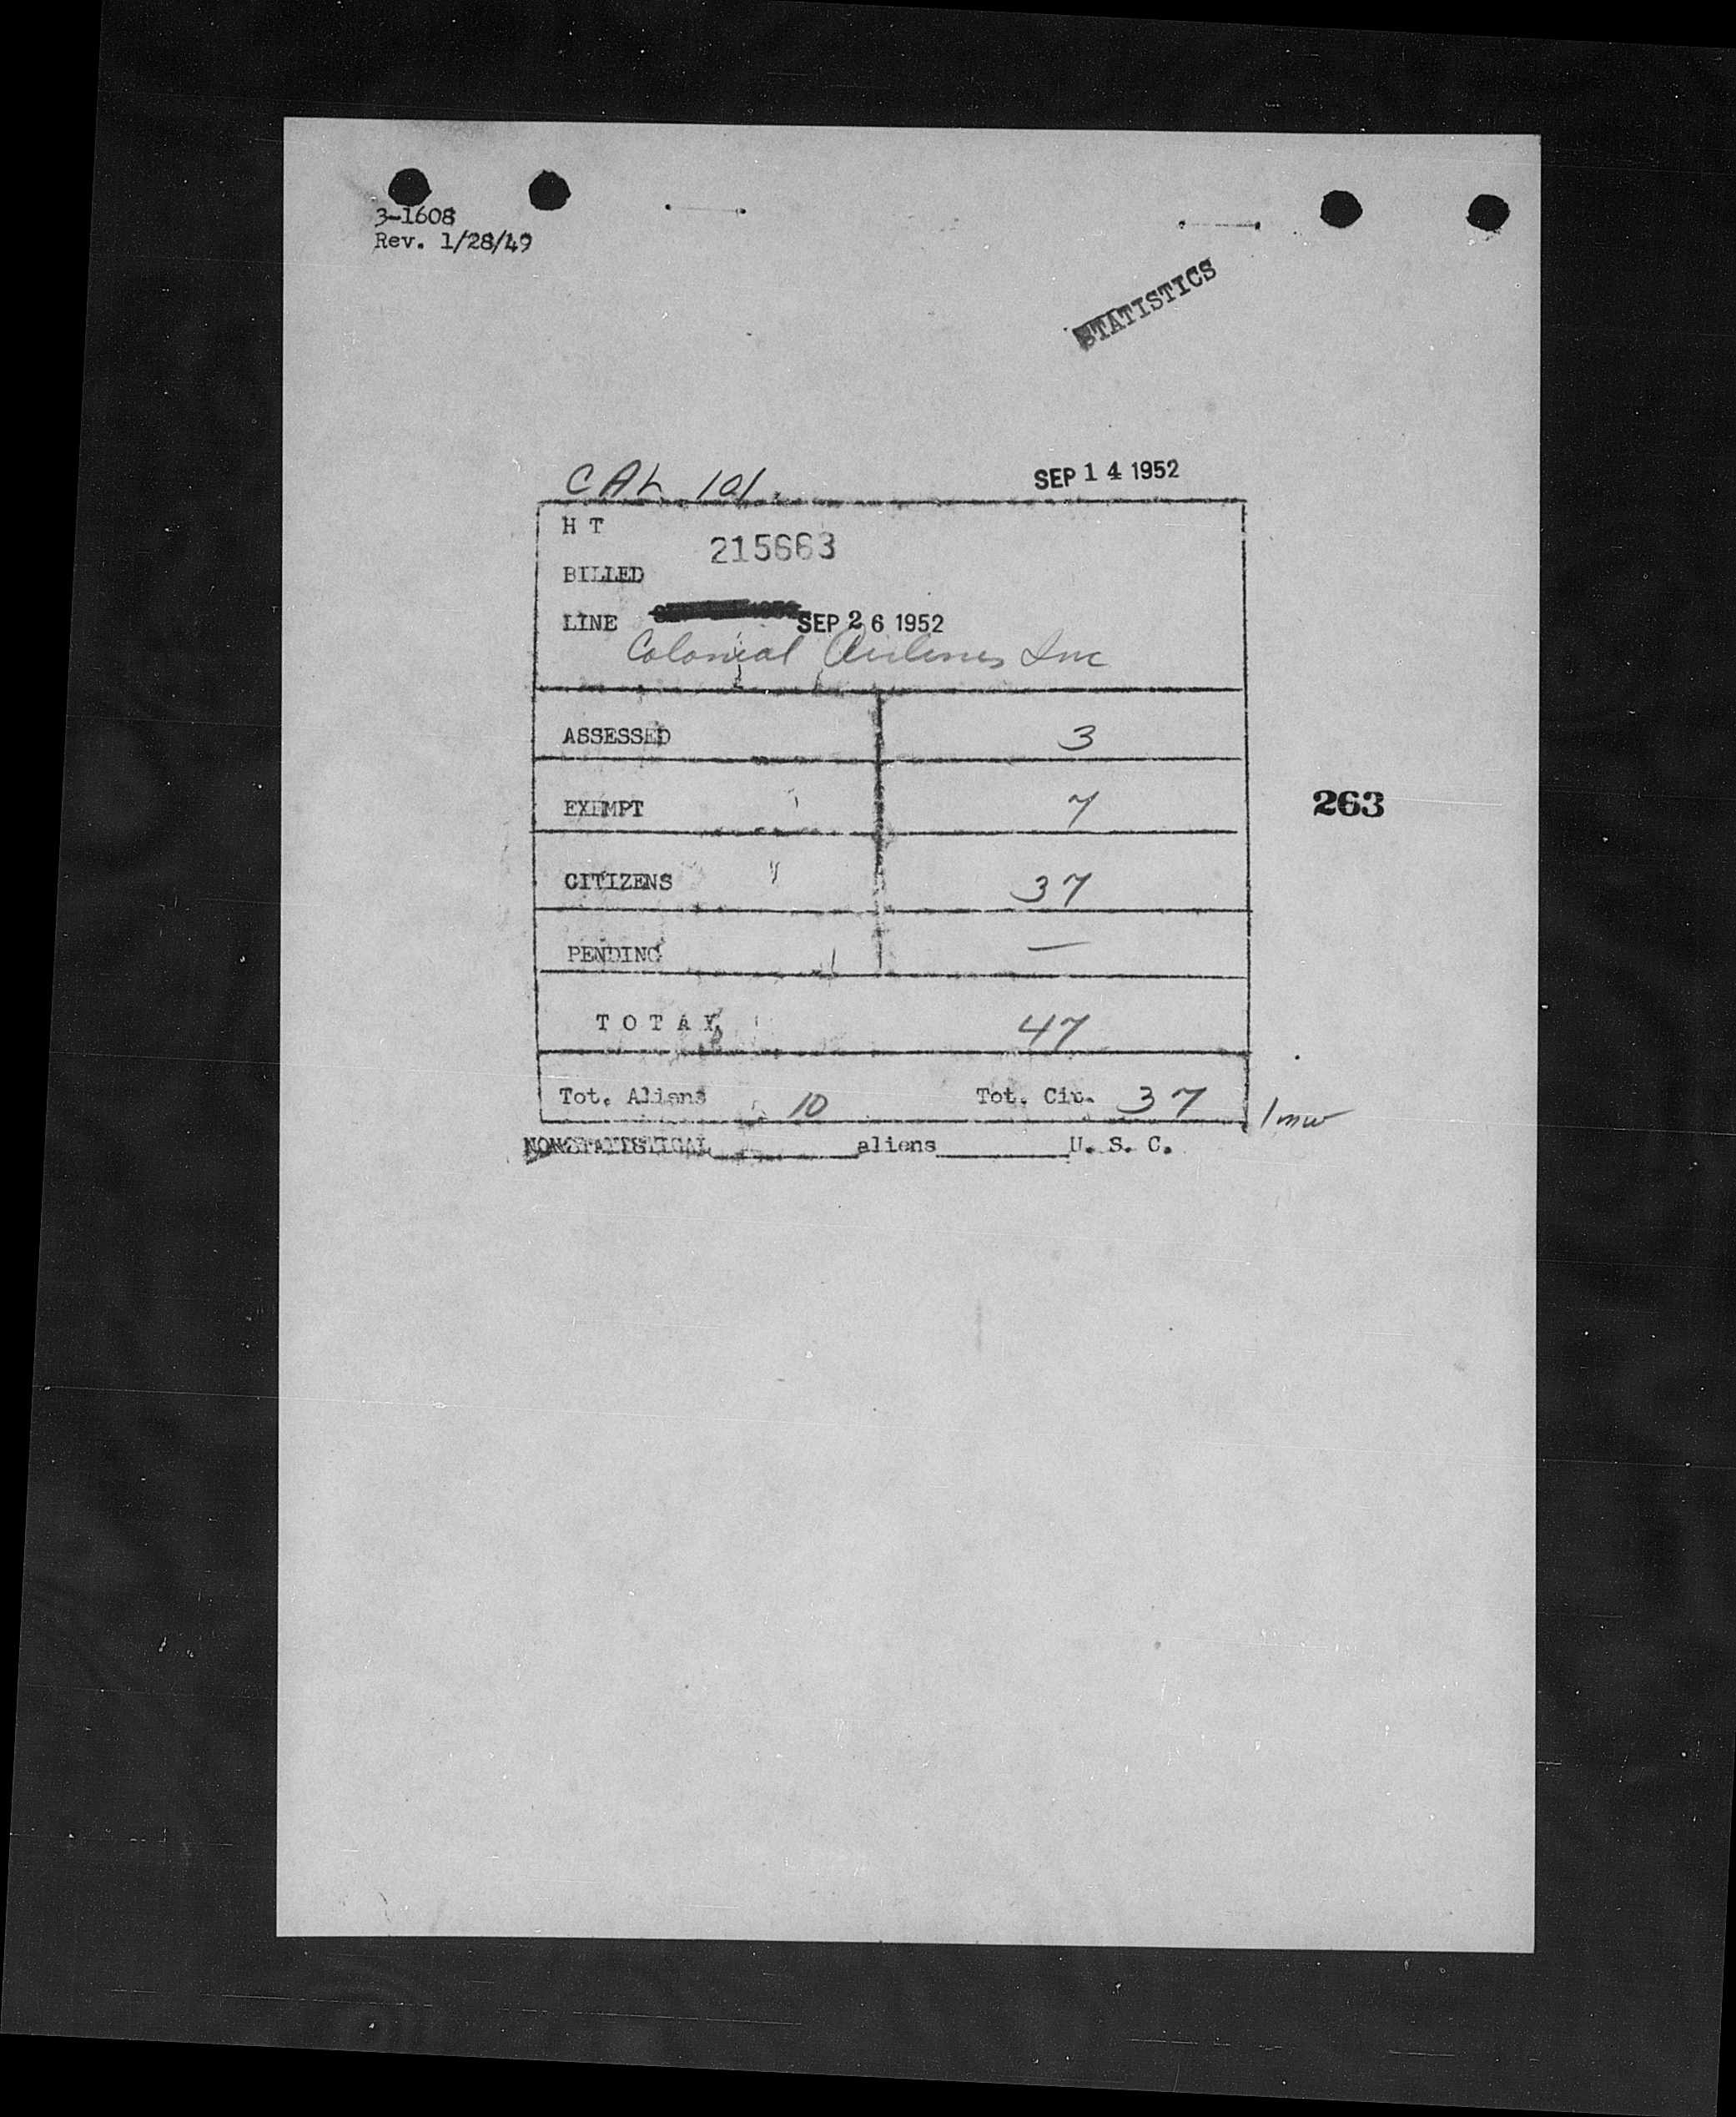 3-1608
Rev. 1/28/49
STATISTICS
CAL 101.
SEP 14 1952
H T
215663
BILLED
LINE SEP 26 1952
Colonial Airlines Inc
ASSESSED 3
EXEMPT 7
263
CITIZENS 37
PENDING —
TOTAL 47
Tot. Aliens 10 Tot. Cit. 37
NONSTATISTICAL________aliens________U. S. C.